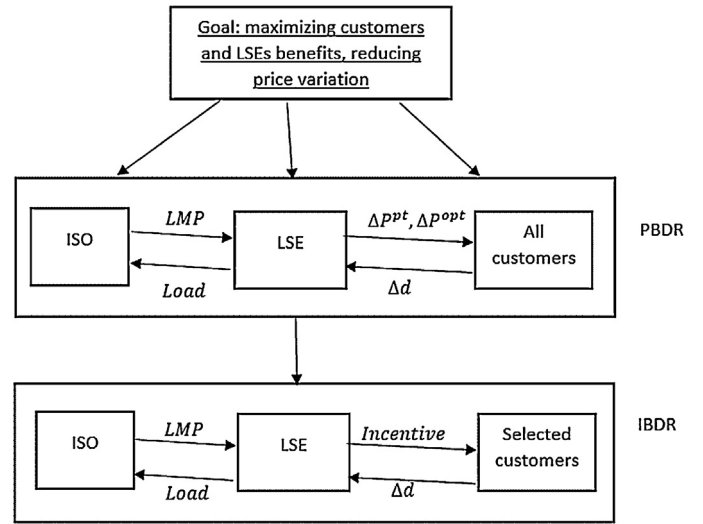 Goal: maximizing customers
and LSEs benefits, reducing
price variation
ISO
LMP
Load
LSE
ΔP^pt, ΔP^opt
Δd
All
customers
PBDR
ISO
LMP
Load
LSE
Incentive
Δd
Selected
customers
IBDR